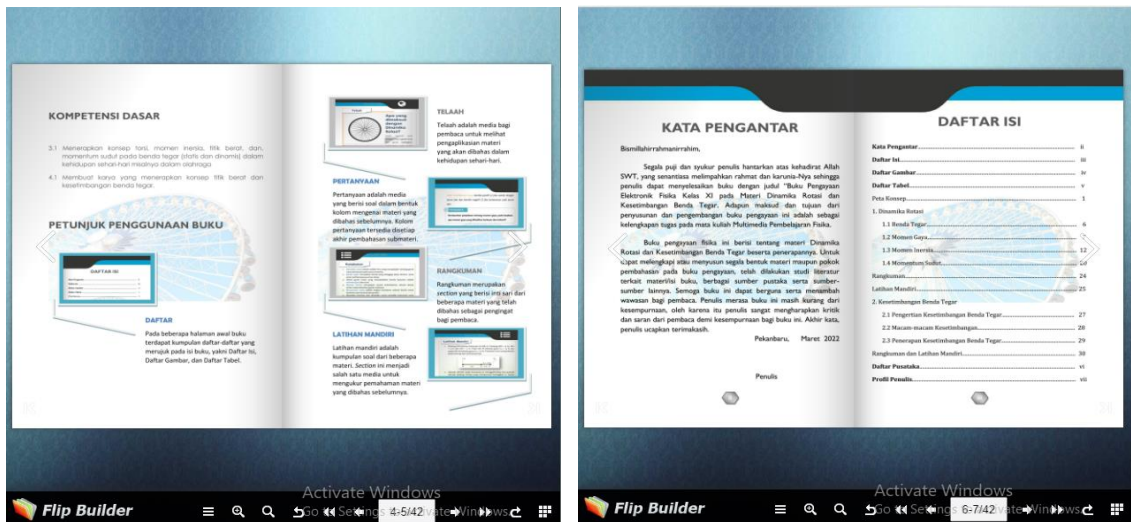 KOMPETENSI DASAR
3.1 Menerapkan konsep torsi, momen inersia, titik berat, dan,
momentum sudut pada benda tegar (statis dan dinamis) dalam
kehidupan sehari-hari misalnya dalam olahraga.
4.1 Membuat karya yang menerapkan konsep titik berat dan
kesetimbangan benda tegar.
PETUNJUK PENGGUNAAN BUKU
DAFTAR ISI
DAFTAR
Pada beberapa halaman awal buku
terdapat kumpulan daftar-daftar yang
merujuk pada isi buku, yakni Daftar Isi,
Daftar Gambar, dan Daftar Tabel.
Apa yang
dimaksud
dengan
Dinamika
Rotasi?
TELAAH
Telaah adalah media bagi
pembaca untuk melihat
pengaplikasian materi
yang akan dibahas dalam
kehidupan sehari-hari.
PERTANYAAN
Pertanyaan adalah media
yang berisi soal dalam bentuk
kolom mengenai materi yang
dibahas sebelumnya. Kolom
pertanyaan tersedia disetiap
akhir pembahasan submateri.
RANGKUMAN
Rangkuman merupakan
section yang berisi inti sari dari
beberapa materi yang telah
dibahas sebagai pengingat
bagi pembaca.
LATIHAN MANDIRI
Latihan mandiri adalah
kumpulan soal dari beberapa
materi. Section ini menjadi
salah satu media untuk
mengukur pemahaman materi
yang dibahas sebelumnya.
Flip Builder
4-5/42
Activate Windows
KATA PENGANTAR
Bismillahirrahmanirrahim,
Segala puji dan syukur penulis hantarkan atas kehadirat Allah
SWT, yang senantiasa melimpahkan rahmat dan karunia-Nya sehingga
penulis dapat menyelesaikan buku dengan judul "Buku Pengayaan
Elektronik Fisika Kelas XI pada Materi Dinamika Rotasi dan
Kesetimbangan Benda Tegar. Adapun maksud dan tujuan dari
penyusunan dan pengembangan buku pengayaan ini adalah sebagai
kelengkapan tugas pada mata kuliah Multimedia Pembelajaran Fisika.
Buku pengayaan fisika ini berisi tentang materi Dinamika
Rotasi dan Kesetimbangan Benda Tegar beserta penerapannya. Untuk
dapat melengkapi atau menyusun segala bentuk materi maupun pokok
pembahasan pada buku pengayaan, telah dilakukan studi literatur
terkait materi/isi buku, berbagai sumber pustaka serta sumber-
sumber lainnya. Semoga buku ini dapat berguna serta menambah
wawasan bagi pembaca. Penulis merasa buku ini masih kurang dari
kesempurnaan, oleh karena itu penulis sangat mengharapkan kritik
dan saran dari pembaca demi kesempurnaan bagi buku ini. Akhir kata,
penulis ucapkan terimakasih.
Pekanbaru, Maret 2022
Penulis
DAFTAR ISI
Kata Pengantar ii
Daftar Isi iii
Daftar Gambar iv
Daftar Tabel v
Peta Konsep 1
1. Dinamika Rotasi
1.1 Benda Tegar 6
1.2 Momen Gaya
1.3 Momen Inersia 12
1.4 Momentum Sudut
Rangkuman 24
Latihan Mandiri 25
2. Kesetimbangan Benda Tegar
2.1 Pengertian Kesetimbangan Benda Tegar 27
2.2 Macam-macam Kesetimbangan 28
2.3 Penerapan Kesetimbangan Benda Tegar 29
Rangkuman dan Latihan Mandiri 30
Daftar Pustaka vi
Profil Penulis vii
Flip Builder
6-7/42
Activate Windows